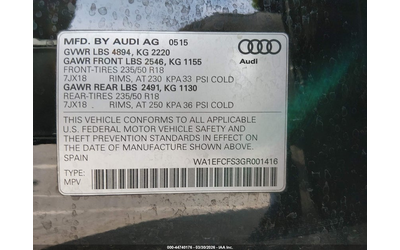 MFD. BY AUDI AG 0515
GVWR LBS 4894, KG 2220
GAWR FRONT LBS 2546, KG 1155
FRONT-TIRES 235/50 R18
7JX18 RIMS, AT 230 KPA 33 PSI COLD
GAWR REAR LBS 2491, KG 1130
REAR-TIRES 235/50 R18
7JX18 RIMS, AT 250 KPA 36 PSI COLD
Audi
THIS VEHICLE CONFORMS TO ALL APPLICABLE
U.S. FEDERAL MOTOR VEHICLE SAFETY AND
THEFT PREVENTION STANDARDS IN EFFECT
ON THE DATE OF MANUFACTURE SHOWN ABOVE.
SPAIN WA1EFCFS3GR001416
TYPE:
MPV